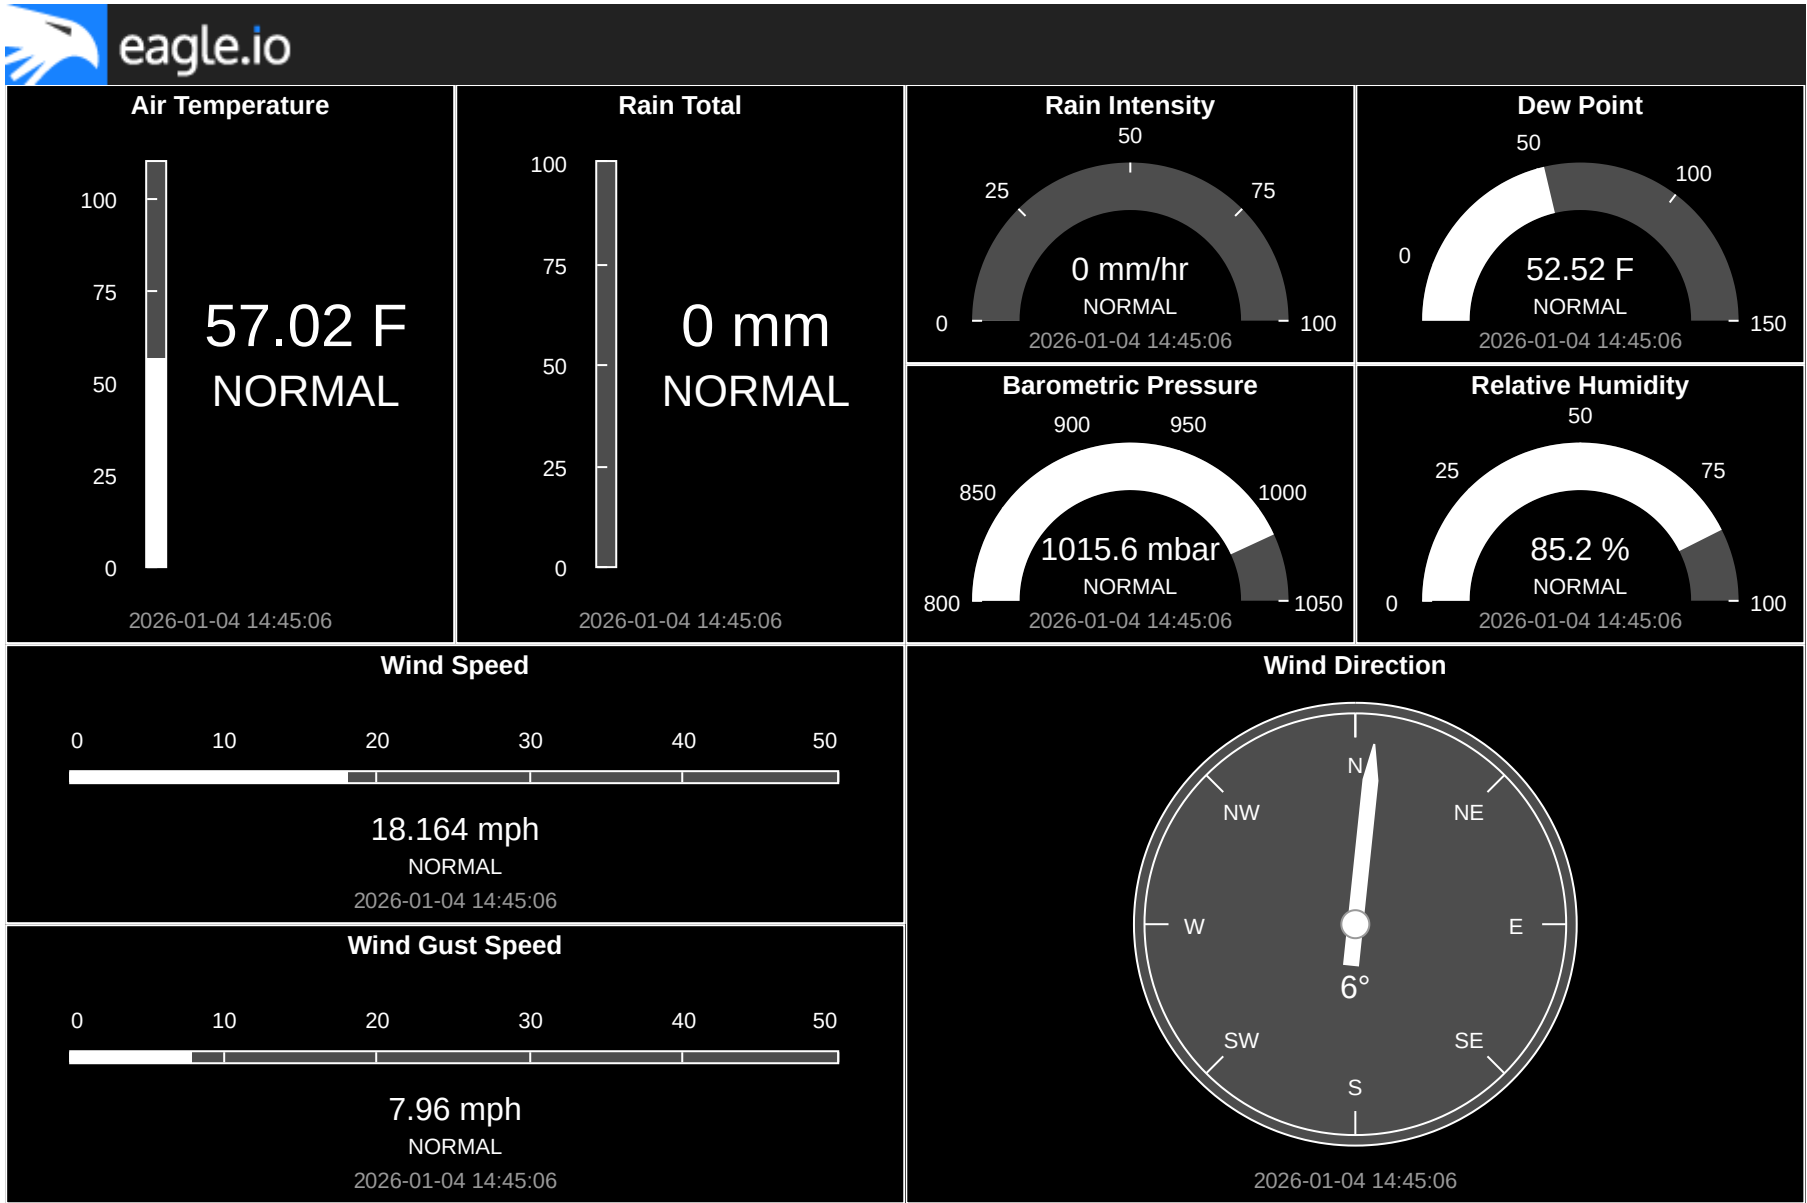 eagle.io
Air Temperature
100
75
50
25
0
57.02 F
NORMAL
2026-01-04 14:45:06
Rain Total
100
75
50
25
0
0 mm
NORMAL
2026-01-04 14:45:06
Rain Intensity
0
25
50
75
100
0 mm/hr
NORMAL
2026-01-04 14:45:06
Dew Point
0
50
100
150
52.52 F
NORMAL
2026-01-04 14:45:06
Barometric Pressure
800
850
900
950
1000
1050
1015.6 mbar
NORMAL
2026-01-04 14:45:06
Relative Humidity
0
25
50
75
100
85.2 %
NORMAL
2026-01-04 14:45:06
Wind Speed
0 10 20 30 40 50
18.164 mph
NORMAL
2026-01-04 14:45:06
Wind Gust Speed
0 10 20 30 40 50
7.96 mph
NORMAL
2026-01-04 14:45:06
Wind Direction
N
NW NE
W E
6°
SW SE
S
2026-01-04 14:45:06